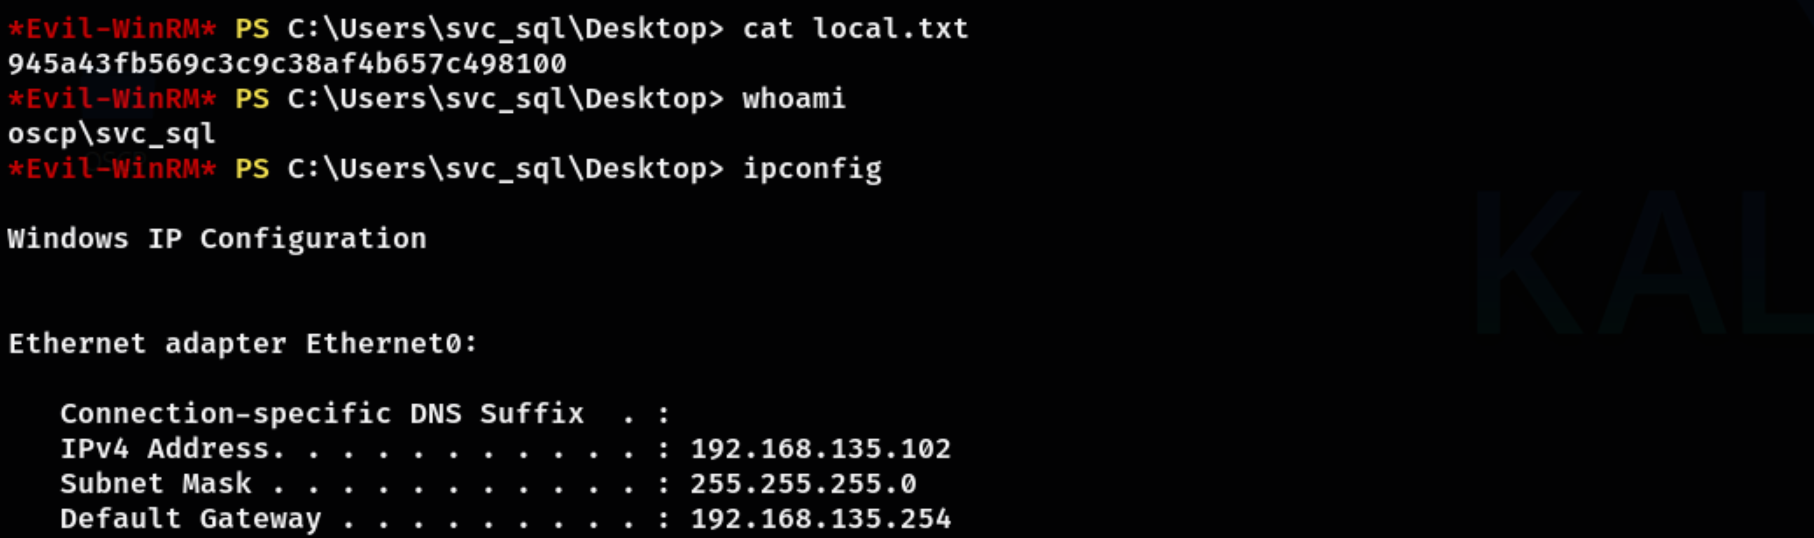 *Evil-WinRM* PS C:\Users\svc_sql\Desktop> cat local.txt
945a43fb569c3c9c38af4b657c498100
*Evil-WinRM* PS C:\Users\svc_sql\Desktop> whoami
oscp\svc_sql
*Evil-WinRM* PS C:\Users\svc_sql\Desktop> ipconfig
Windows IP Configuration
Ethernet adapter Ethernet0:
Connection-specific DNS Suffix  . :
IPv4 Address. . . . . . . . . . . : 192.168.135.102
Subnet Mask . . . . . . . . . . . : 255.255.255.0
Default Gateway . . . . . . . . . : 192.168.135.254
KAL